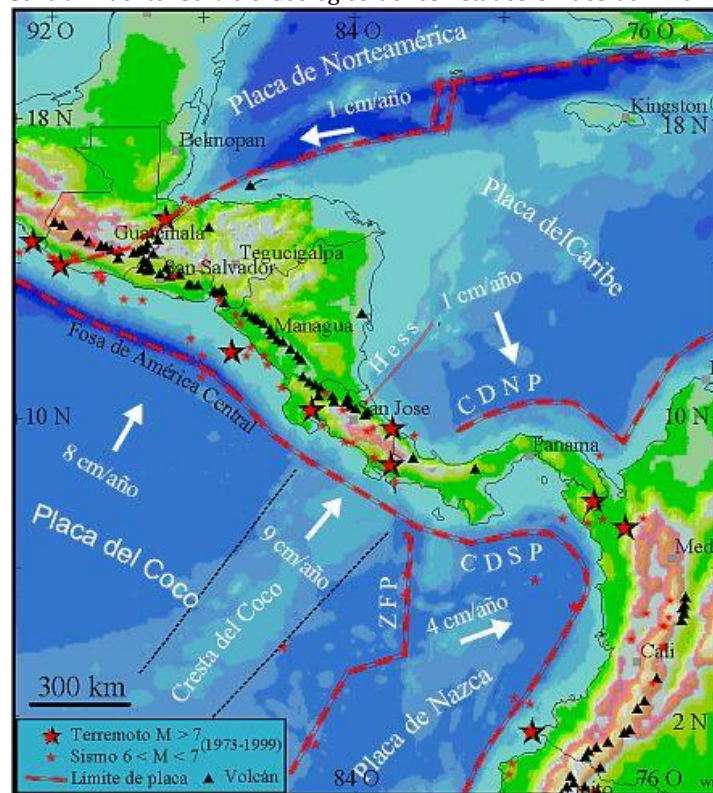 92 O
84 O
76 O
Placa de Norteamérica
1 cm/año
18 N
Kingston
18 N
Belmopan
Placa del Caribe
Guatemala
Tegucigalpa
San Salvador
1 cm/año
Managua
Hess
Fosa de América Central
CDNP
San Jose
10 N
10 N
Panama
8 cm/año
Placa del Coco
9 cm/año
CDSP
Med
ZFP
4 cm/año
Cresta del Coco
Cali
Placa de Nazca
300 km
2 N
Terremoto M > 7
(1973-1999)
Sismo 6 < M < 7
Límite de placa
Volcán
84 O
76 O